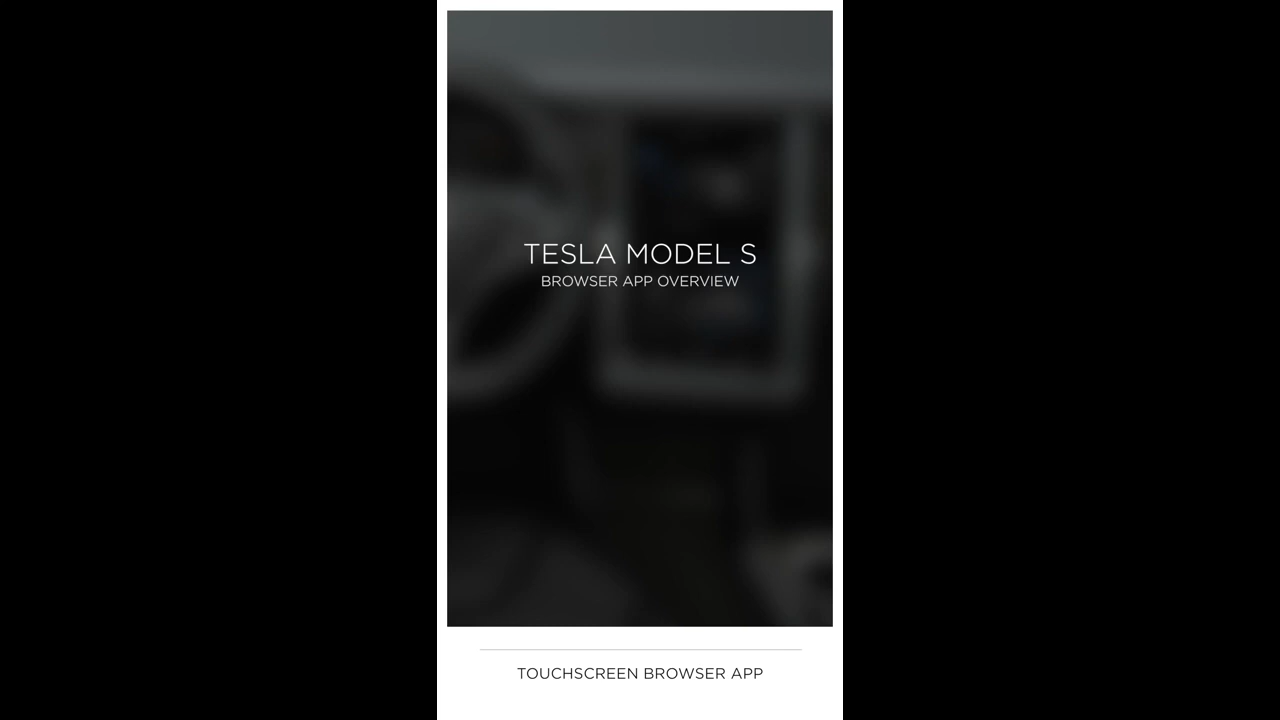 TESLA MODEL S
BROWSER APP OVERVIEW
TOUCHSCREEN BROWSER APP